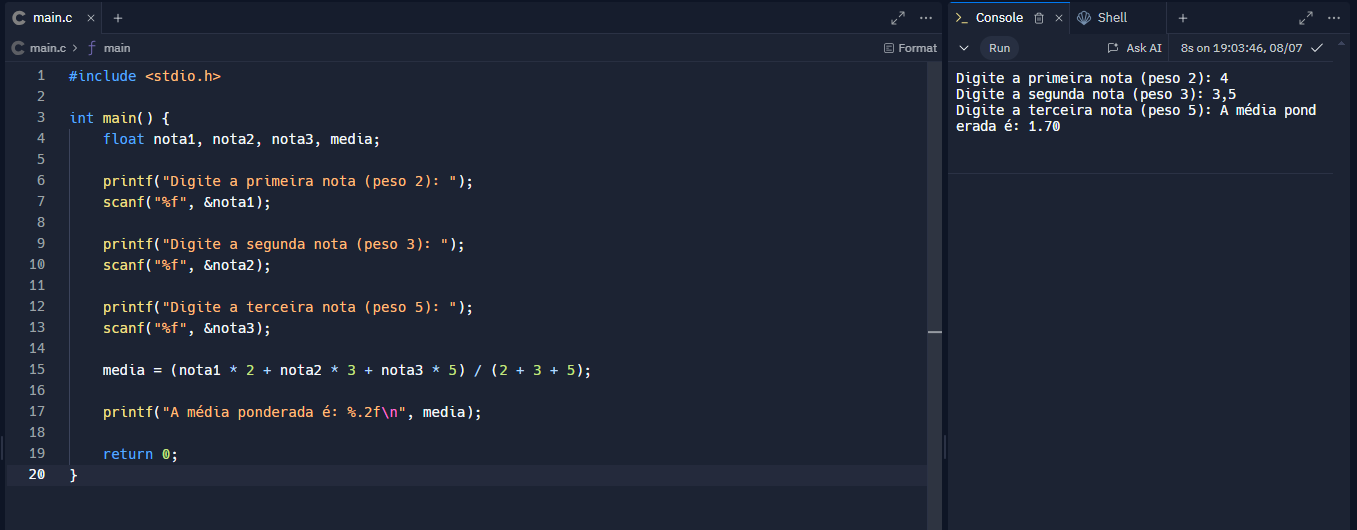 main.c
main.c > main
Format
1 #include <stdio.h>
2
3 int main() {
4     float nota1, nota2, nota3, media;
5
6     printf("Digite a primeira nota (peso 2): ");
7     scanf("%f", &nota1);
8
9     printf("Digite a segunda nota (peso 3): ");
10     scanf("%f", &nota2);
11
12     printf("Digite a terceira nota (peso 5): ");
13     scanf("%f", &nota3);
14
15     media = (nota1 * 2 + nota2 * 3 + nota3 * 5) / (2 + 3 + 5);
16
17     printf("A média ponderada é: %.2f\n", media);
18
19     return 0;
20 }
Console
Shell
Run
Ask AI
8s on 19:03:46, 08/07
Digite a primeira nota (peso 2): 4
Digite a segunda nota (peso 3): 3,5
Digite a terceira nota (peso 5): A média pond
erada é: 1.70